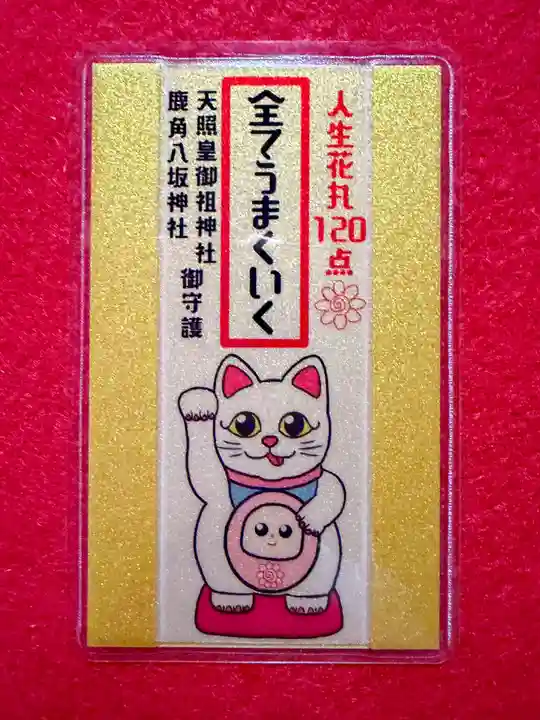 人生花丸120点
全てうまくいく
天照皇御祖神社
鹿角八坂神社
御守護